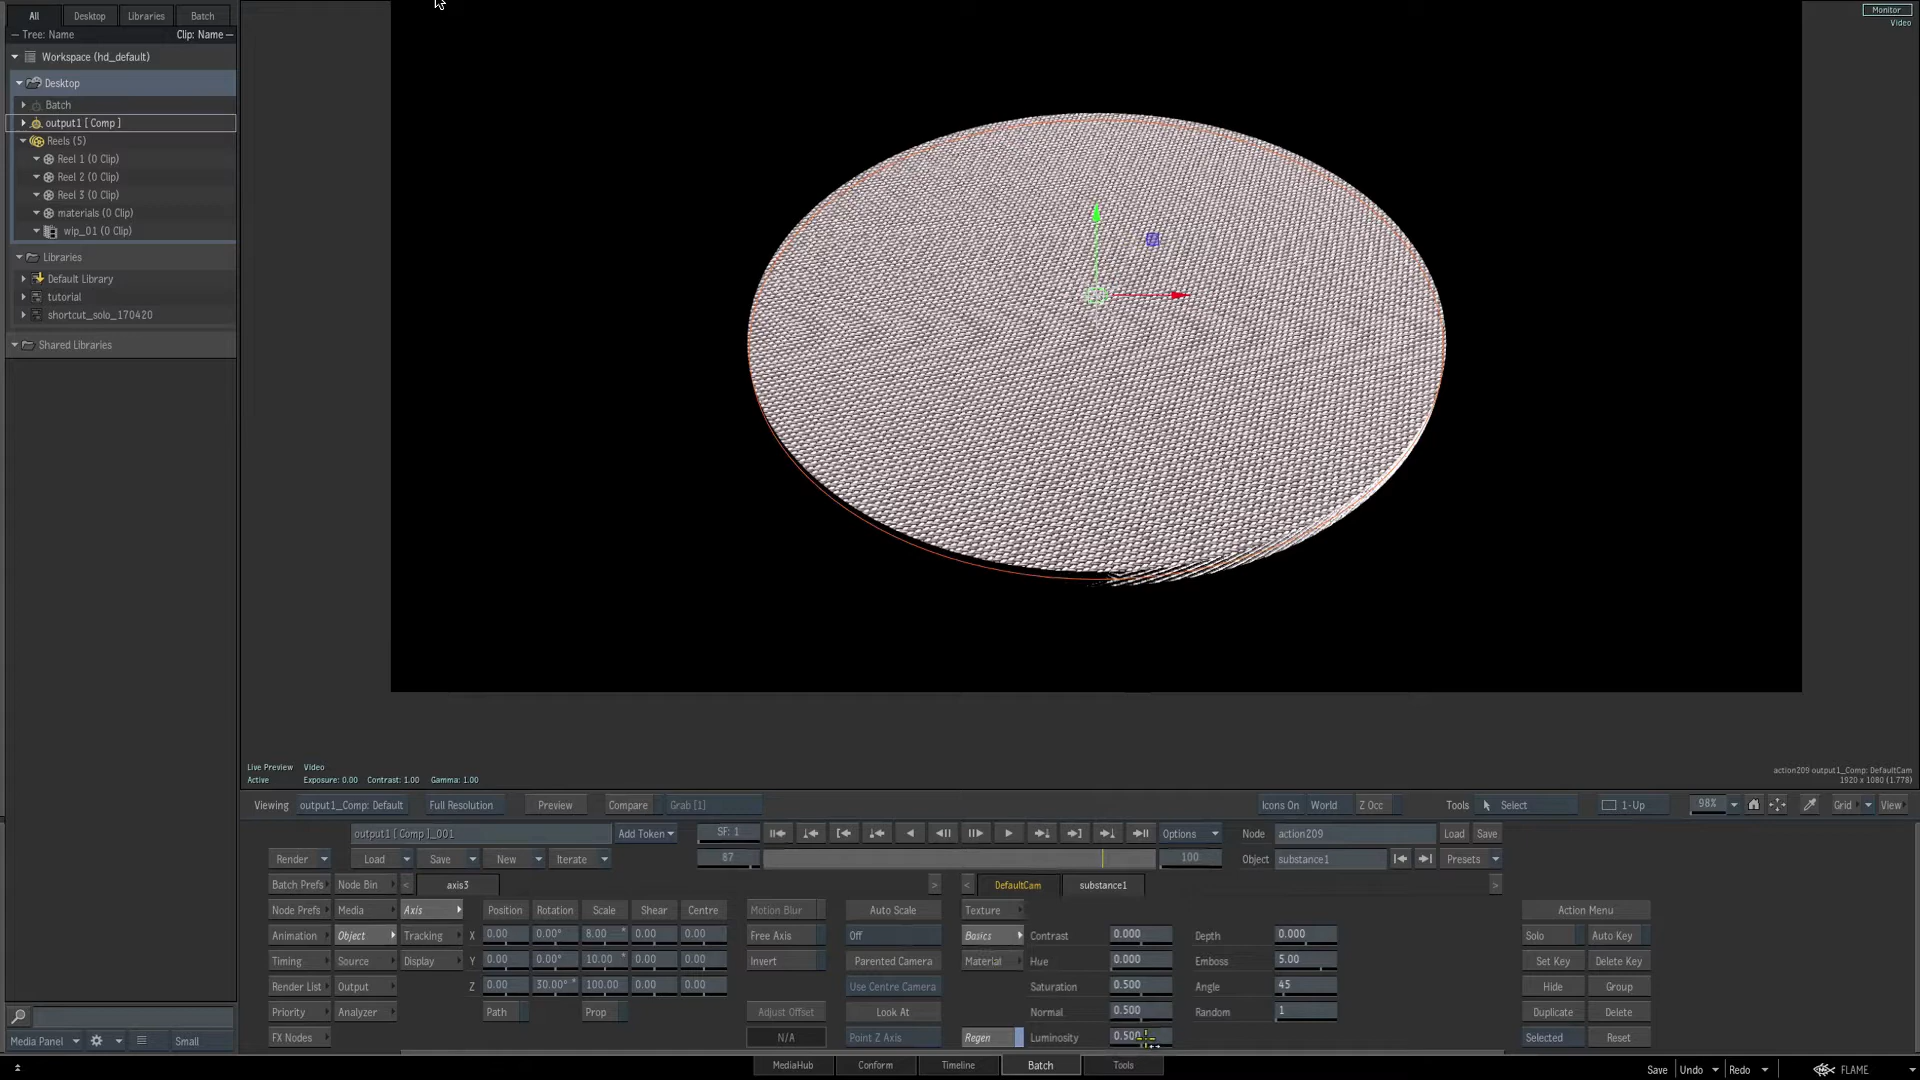 All Desktop Libraries Batch
Tree: Name Clip: Name
Workspace (hd_default)
Desktop
Batch
output1 [ Comp ]
Reels (5)
Reel 1 (0 Clip)
Reel 2 (0 Clip)
Reel 3 (0 Clip)
materials (0 Clip)
wip_01 (0 Clip)
Libraries
Default Library
tutorial
shortcut_solo_170420
Shared Libraries
Media Panel Small
Monitor
Video
Live Preview Video
Active Exposure: 0.00 Contrast: 1.00 Gamma: 1.00
action209 output1_Comp: DefaultCam
1920 x 1080 (1.778)
Viewing output1_Comp: Default Full Resolution Preview Compare Grab [1] Icons On World Z Occ Tools Select 1-Up 98% Grid View
output1 [ Comp ]_001 Add Token SF: 1 Options Node action209 Load Save
Render Load Save New Iterate 87 100 Object substance1 Presets
Batch Prefs Node Bin < axis3 > < DefaultCam substance1 >
Node Prefs Media Axis Position Rotation Scale Shear Centre Motion Blur Auto Scale Texture Action Menu
Animation Object Tracking X 0.00 0.00° 8.00 0.00 0.00 Free Axis Off Basics Contrast 0.000 Depth 0.000 Solo Auto Key
Timing Source Display Y 0.00 0.00° 10.00 0.00 0.00 Invert Parented Camera Material Hue 0.000 Emboss 5.00 Set Key Delete Key
Render List Output Z 0.00 30.00° 100.00 0.00 0.00 Use Centre Camera Saturation 0.500 Angle 45 Hide Group
Priority Analyzer Path Prop Adjust Offset Look At Normal 0.500 Random 1 Duplicate Delete
FX Nodes N/A Point Z Axis Regen Luminosity 0.500 Selected Reset
MediaHub Conform Timeline Batch Tools Save Undo Redo FLAME